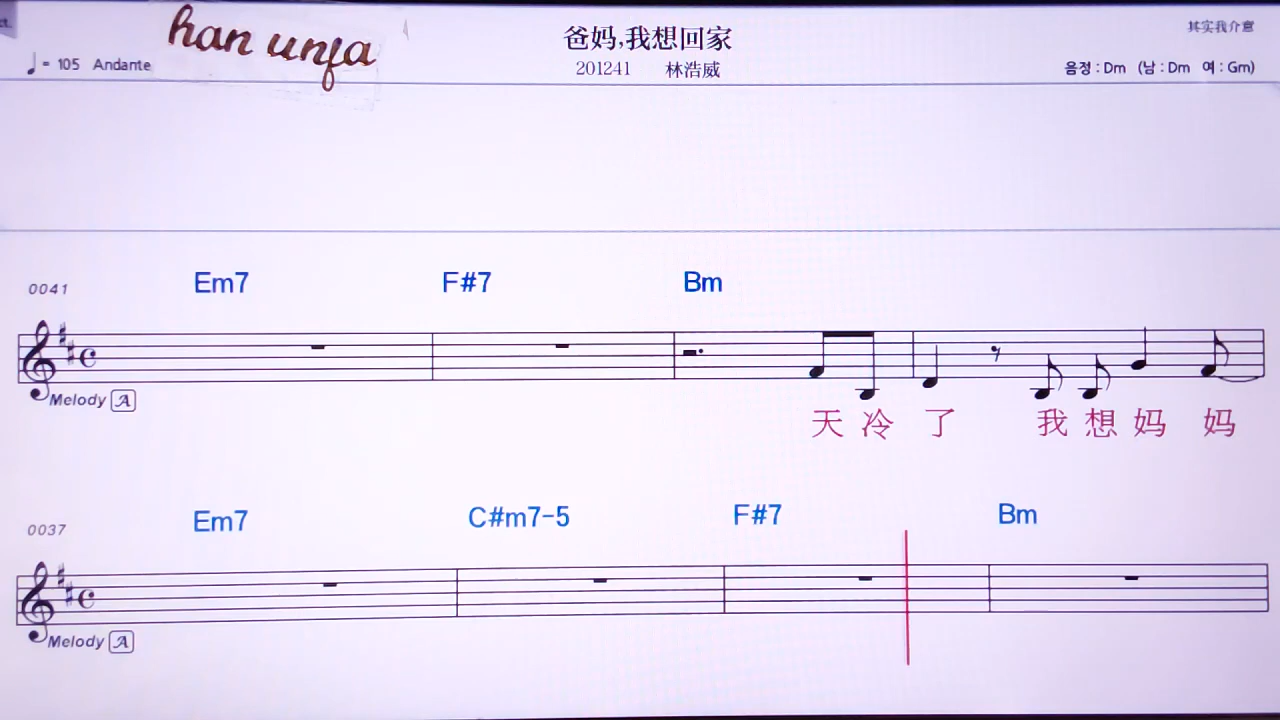 ct.
han unfa
爸妈,我想回家
其实我介意
♩= 105 Andante
201241 林浩威
음정 : Dm (남 : Dm 여 : Gm)
Em7 F#7 Bm
0041
Melody A
天 冷 了 我 想 妈 妈
Em7 C#m7-5 F#7 Bm
0037
Melody A